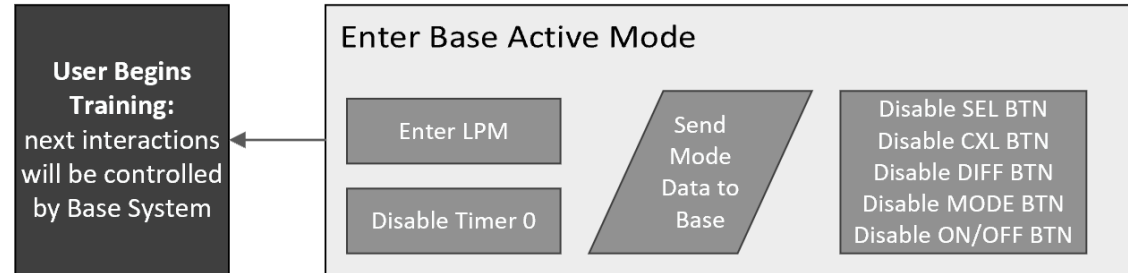 User Begins
Training:
next interactions
will be controlled
by Base System
Enter Base Active Mode
Enter LPM
Disable Timer 0
Send
Mode
Data to
Base
Disable SEL BTN
Disable CXL BTN
Disable DIFF BTN
Disable MODE BTN
Disable ON/OFF BTN